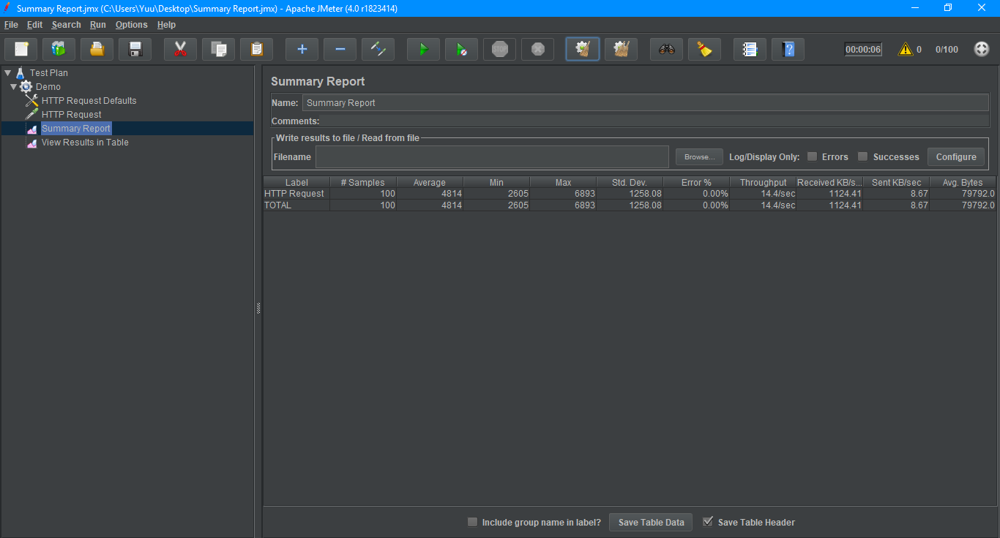 Summary Report.jmx (C:\Users\Yuu\Desktop\Summary Report.jmx) - Apache JMeter (4.0 r1823414)
File Edit Search Run Options Help
STOP 00:00:06 0 0/100
Test Plan
Demo
HTTP Request Defaults
HTTP Request
Summary Report
View Results in Table
Summary Report
Name: Summary Report
Comments:
Write results to file / Read from file
Filename Browse... Log/Display Only: Errors Successes Configure
Label # Samples Average Min Max Std. Dev. Error % Throughput Received KB/s... Sent KB/sec Avg. Bytes
HTTP Request 100 4814 2605 6893 1258.08 0.00% 14.4/sec 1124.41 8.67 79792.0
TOTAL 100 4814 2605 6893 1258.08 0.00% 14.4/sec 1124.41 8.67 79792.0
Include group name in label? Save Table Data Save Table Header